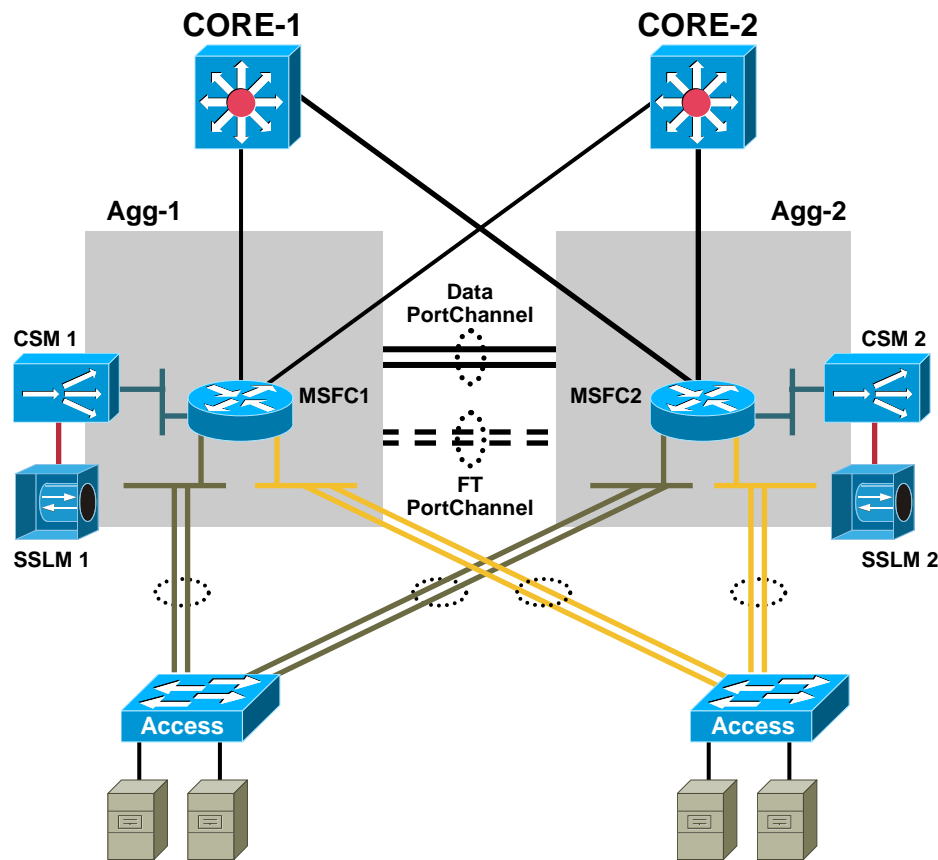 CORE-1
CORE-2
Agg-1
Agg-2
Data
PortChannel
CSM 1
CSM 2
MSFC1
MSFC2
FT
PortChannel
SSLM 1
SSLM 2
Access
Access